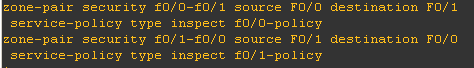 zone-pair security f0/0-f0/1 source F0/0 destination F0/1
service-policy type inspect f0/0-policy
zone-pair security f0/1-f0/0 source F0/1 destination F0/0
service-policy type inspect f0/1-policy